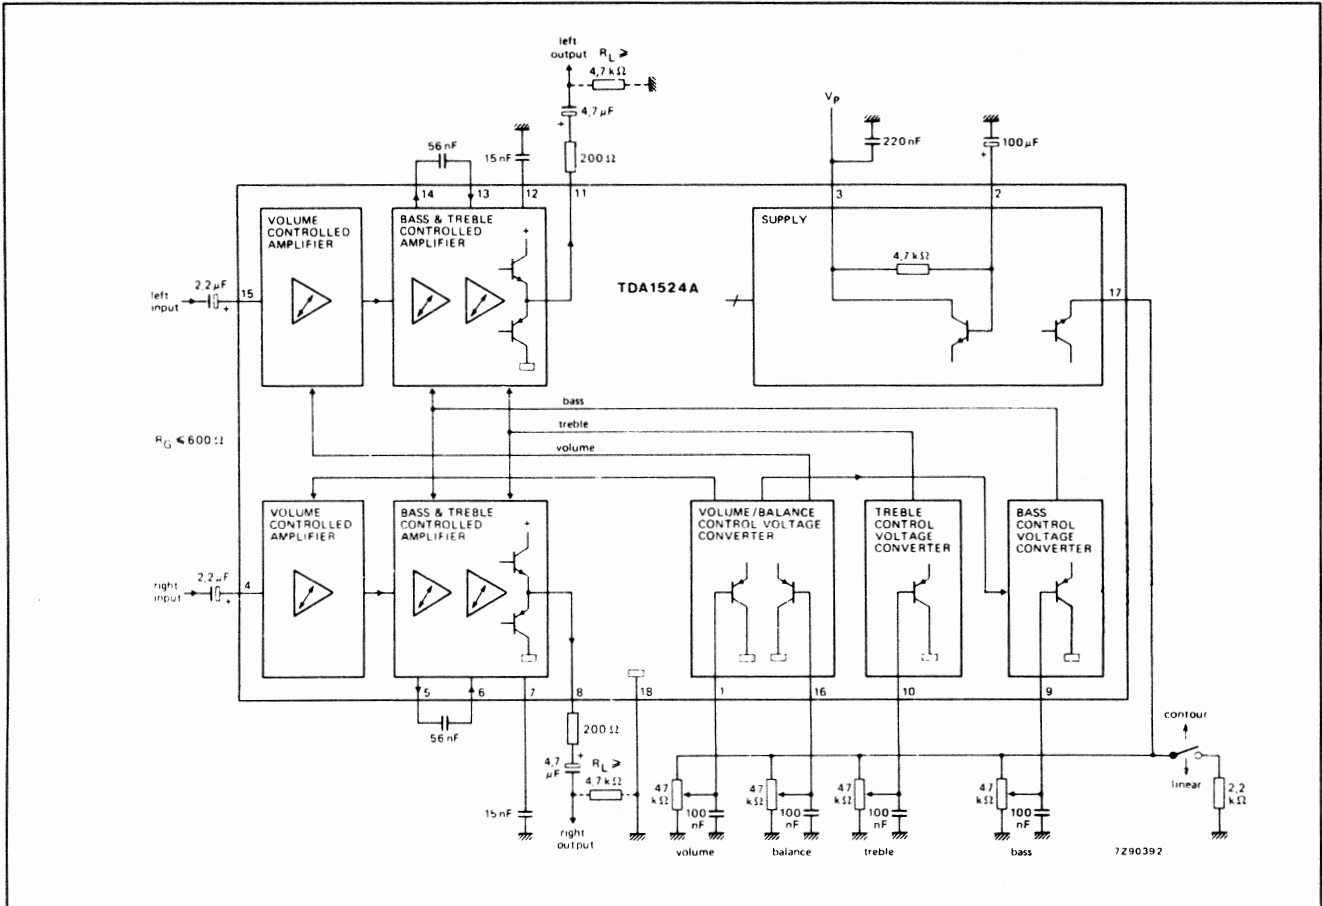 left
output
R_L ⩾
4,7 kΩ
4,7 µF
+
56 nF
15 nF
200 Ω
V_P
220 nF
100 µF
+
14
13
12
11
3
2
VOLUME
CONTROLLED
AMPLIFIER
BASS & TREBLE
CONTROLLED
AMPLIFIER
+
SUPPLY
4,7 kΩ
TDA1524A
17
left
input
2,2 µF
+
15
bass
treble
volume
R_G ⩽ 600 Ω
VOLUME
CONTROLLED
AMPLIFIER
BASS & TREBLE
CONTROLLED
AMPLIFIER
+
VOLUME/BALANCE
CONTROL VOLTAGE
CONVERTER
TREBLE
CONTROL
VOLTAGE
CONVERTER
BASS
CONTROL
VOLTAGE
CONVERTER
right
input
2,2 µF
+
4
5
6
7
8
18
1
16
10
9
56 nF
200 Ω
+
4,7
µF
R_L ⩾
4,7 kΩ
15 nF
right
output
47
kΩ
100
nF
47
kΩ
100
nF
47
kΩ
100
nF
47
kΩ
100
nF
contour
linear
2,2
kΩ
volume
balance
treble
bass
7Z90392